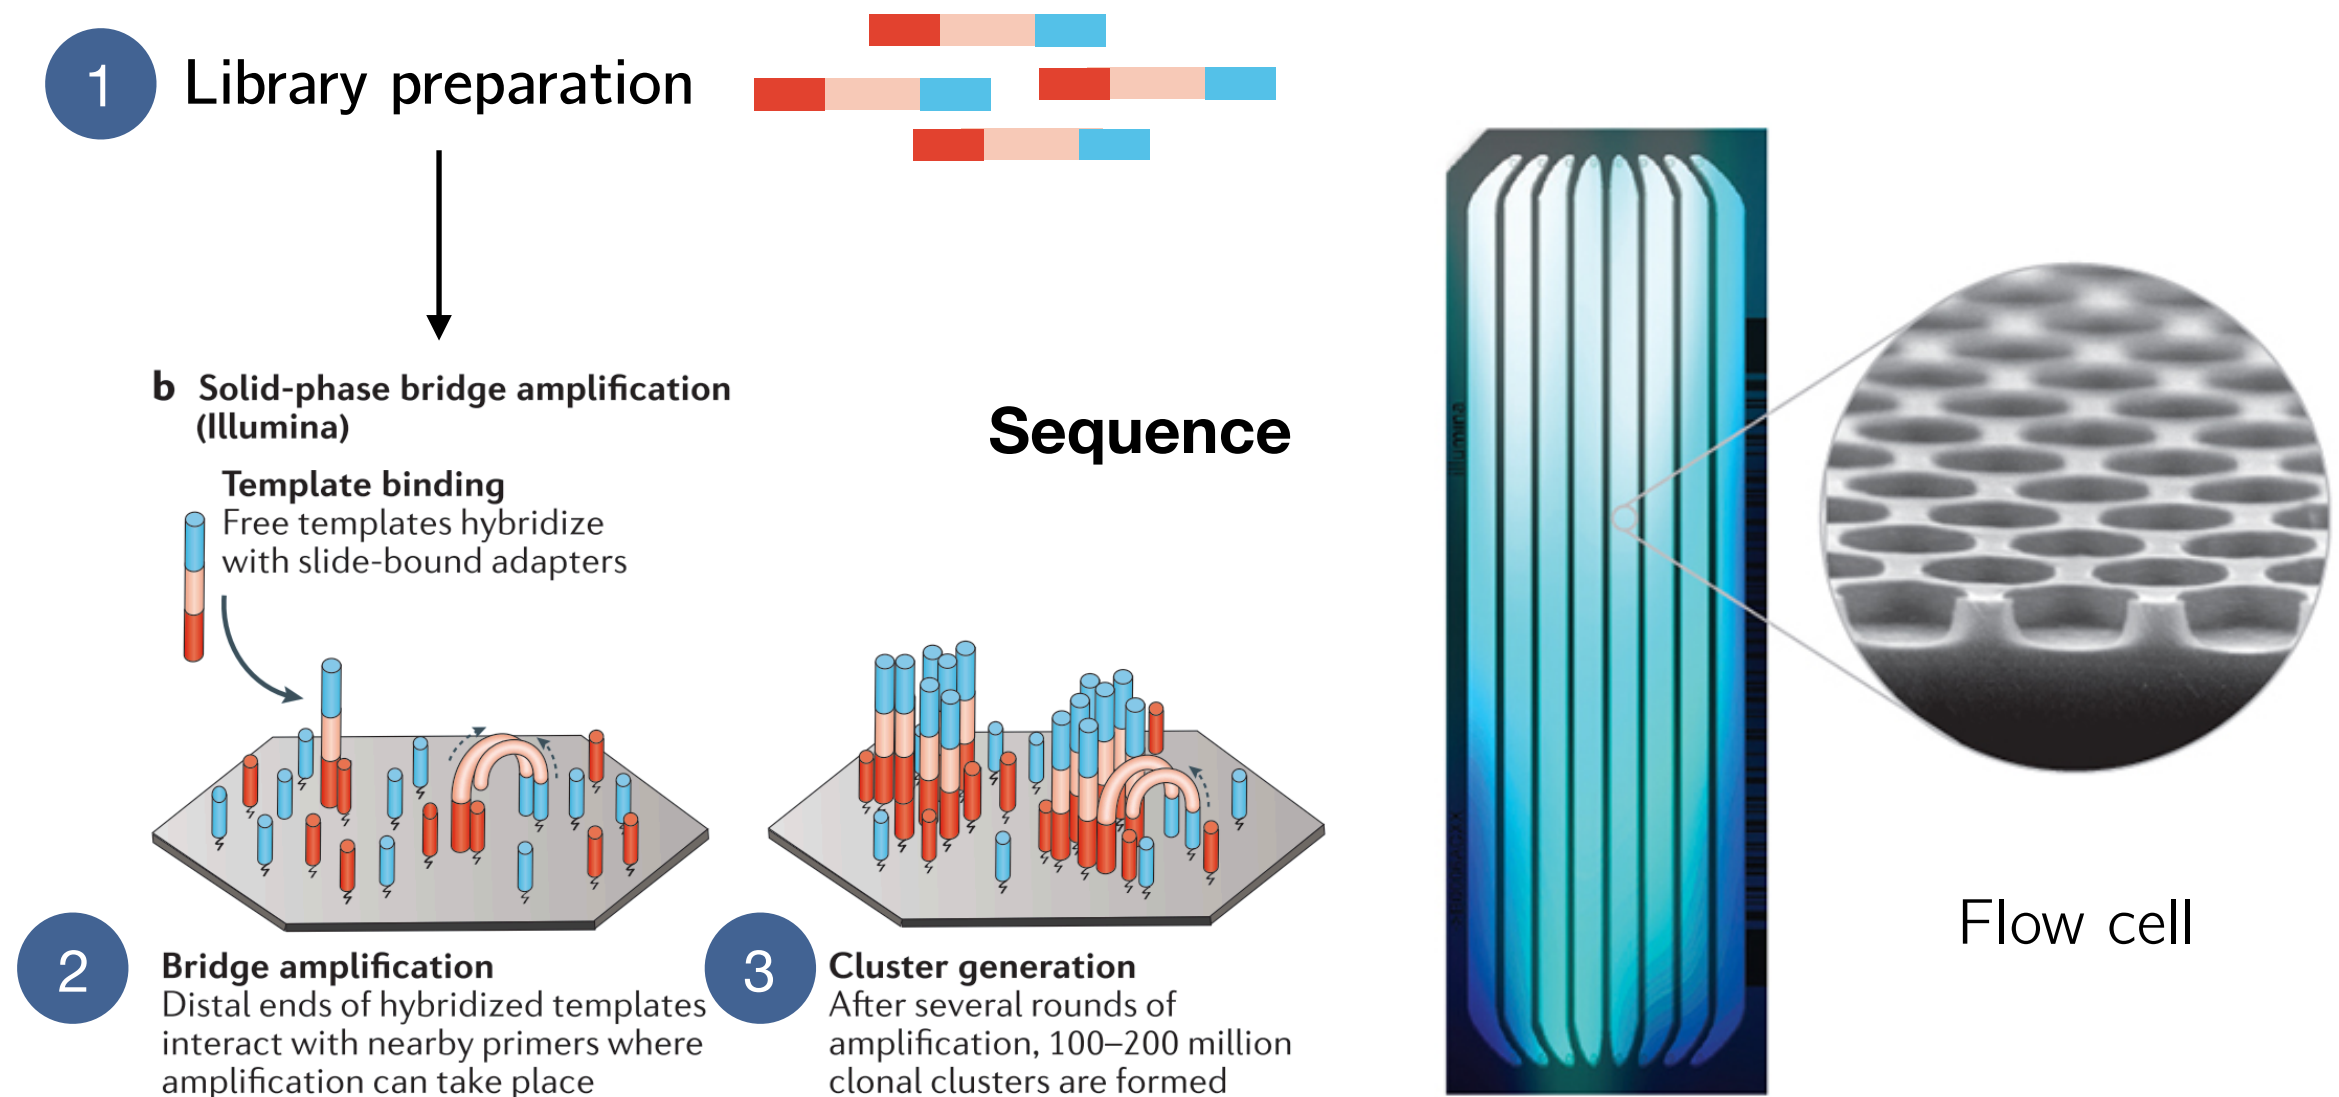 1
Library preparation
b Solid-phase bridge amplification
(Illumina)
Template binding
Free templates hybridize
with slide-bound adapters
Sequence
illumina
2
Bridge amplification
Distal ends of hybridized templates
interact with nearby primers where
amplification can take place
3
Cluster generation
After several rounds of
amplification, 100–200 million
clonal clusters are formed
Flow cell